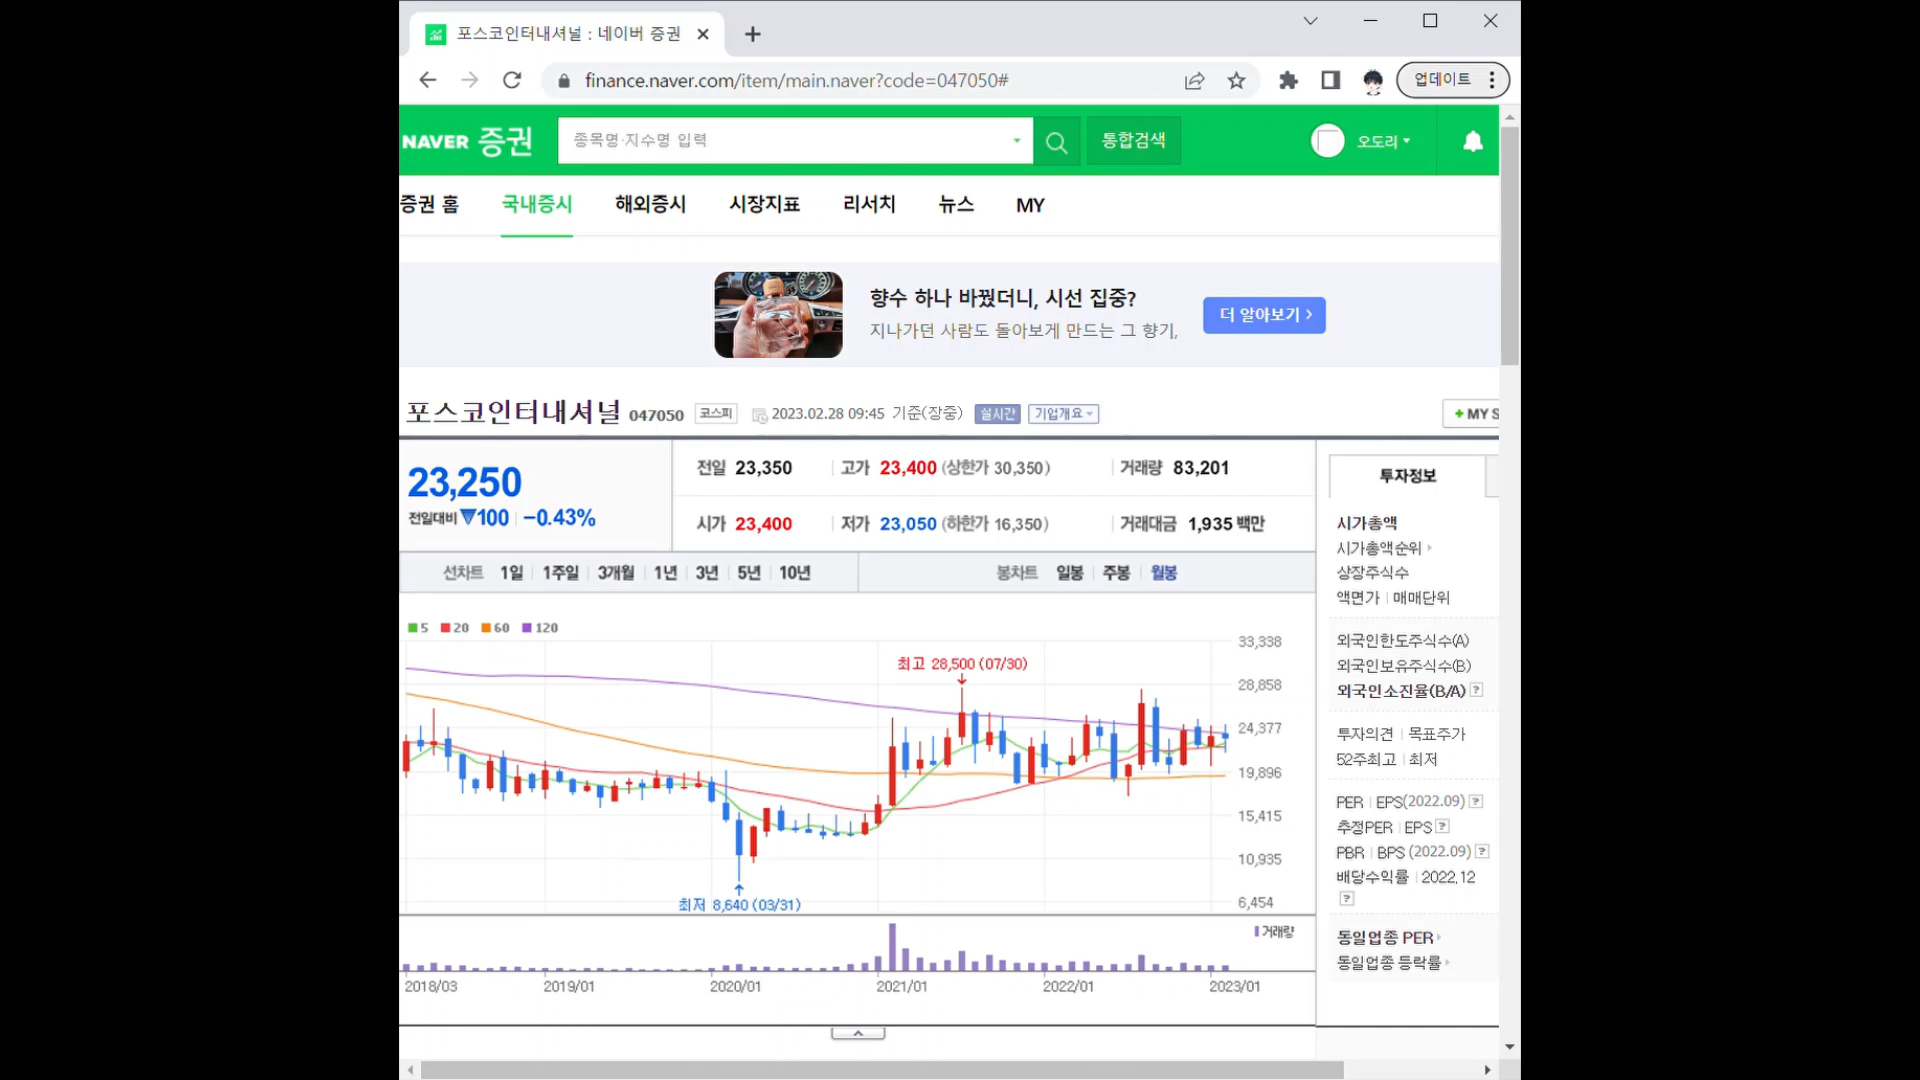 포스코인터내셔널 : 네이버 증권
finance.naver.com/item/main.naver?code=047050#
업데이트
NAVER 증권
종목명·지수명 입력
통합검색
오도리
증권 홈 국내증시 해외증시 시장지표 리서치 뉴스 MY
향수 하나 바꿨더니, 시선 집중?
지나가던 사람도 돌아보게 만드는 그 향기,
더 알아보기 >
포스코인터내셔널 047050 코스피 2023.02.28 09:45 기준(장중) 실시간 기업개요
+ MY S
23,250
전일대비 ▼100 | −0.43%
전일 23,350 | 고가 23,400 (상한가 30,350) | 거래량 83,201
시가 23,400 | 저가 23,050 (하한가 16,350) | 거래대금 1,935 백만
선차트 1일 1주일 3개월 1년 3년 5년 10년
봉차트 일봉 주봉 월봉
5 20 60 120
최고 28,500 (07/30)
최저 8,640 (03/31)
33,338
28,858
24,377
19,896
15,415
10,935
6,454
거래량
2018/03 2019/01 2020/01 2021/01 2022/01 2023/01
투자정보
시가총액
시가총액순위
상장주식수
액면가 | 매매단위
외국인한도주식수(A)
외국인보유주식수(B)
외국인소진율(B/A) ?
투자의견 | 목표주가
52주최고 | 최저
PER | EPS(2022.09) ?
추정PER | EPS ?
PBR | BPS (2022.09) ?
배당수익률 | 2022.12
?
동일업종 PER
동일업종 등락률